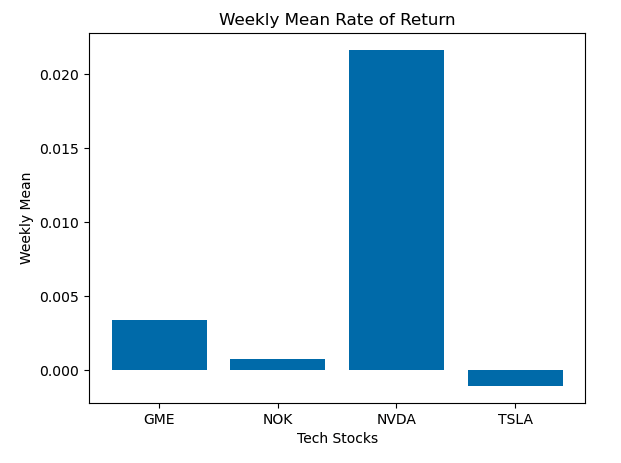 Weekly Mean Rate of Return
Weekly Mean
0.020
0.015
0.010
0.005
0.000
GME NOK NVDA TSLA
Tech Stocks